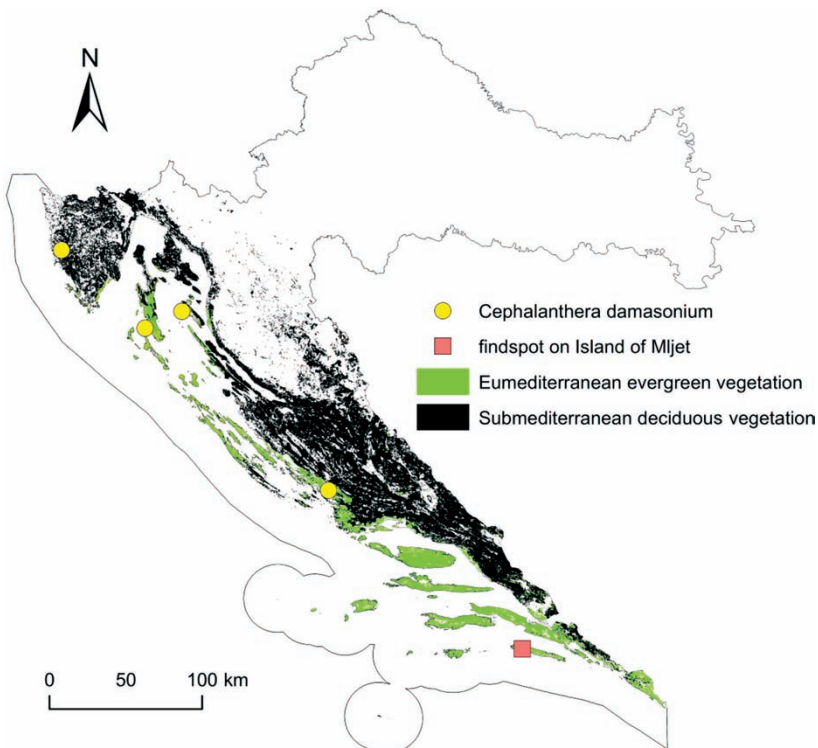 N
Cephalanthera damasonium
findspot on Island of Mljet
Eumediterranean evergreen vegetation
Submediterranean deciduous vegetation
0 50 100 km